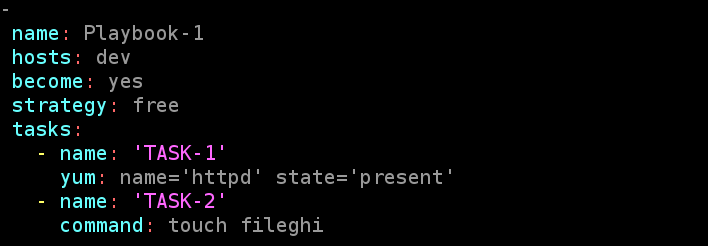 -
name: Playbook-1
hosts: dev
become: yes
strategy: free
tasks:
- name: 'TASK-1'
yum: name='httpd' state='present'
- name: 'TASK-2'
command: touch fileghi